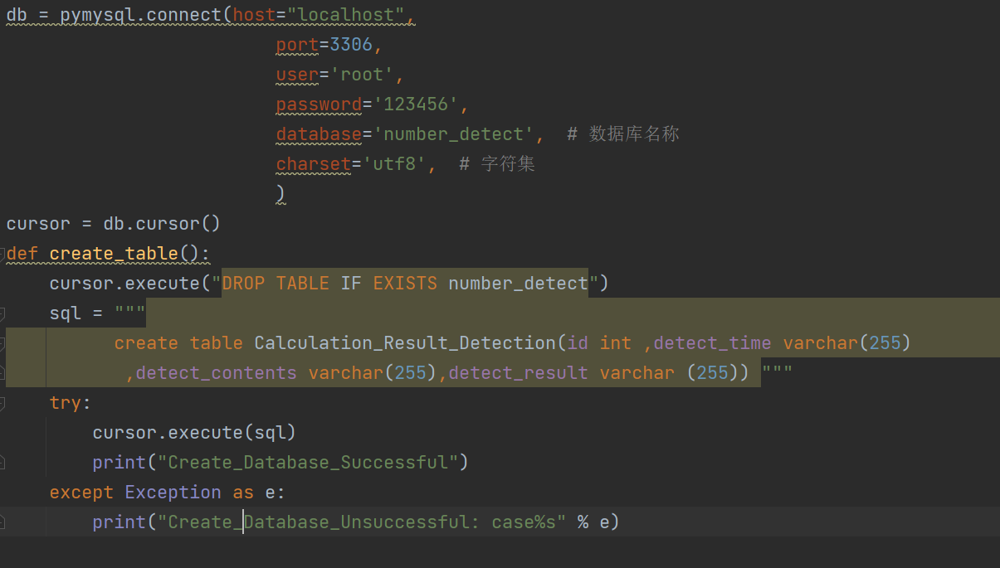 db = pymysql.connect(host="localhost",
port=3306,
user='root',
password='123456',
database='number_detect',  # 数据库名称
charset='utf8',  # 字符集
)
cursor = db.cursor()
def create_table():
cursor.execute("DROP TABLE IF EXISTS number_detect")
sql = """
create table Calculation_Result_Detection(id int ,detect_time varchar(255)
,detect_contents varchar(255),detect_result varchar (255)) """
try:
cursor.execute(sql)
print("Create_Database_Successful")
except Exception as e:
print("Create_Database_Unsuccessful: case%s" % e)